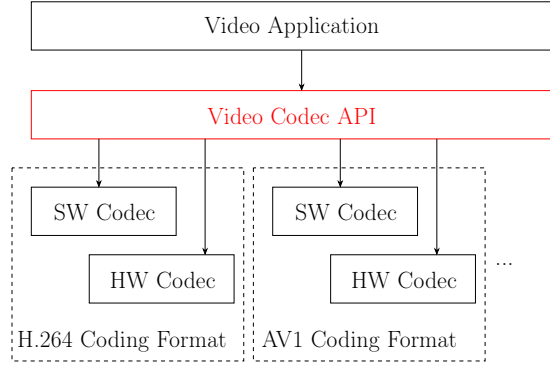 Video Application
Video Codec API
SW Codec
SW Codec
HW Codec
HW Codec
...
H.264 Coding Format
AV1 Coding Format